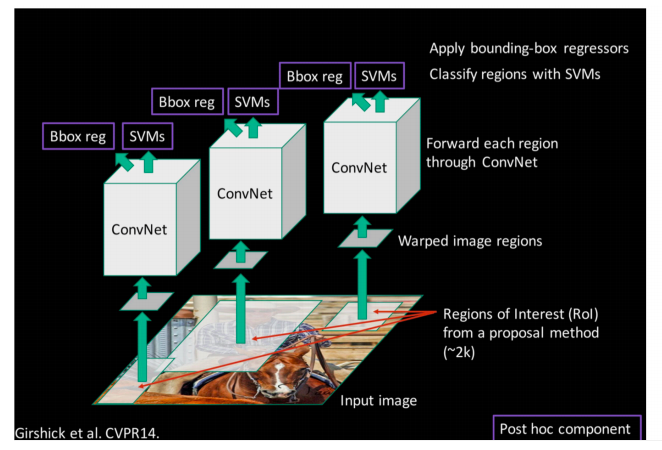 Apply bounding-box regressors
Bbox reg
SVMs
Classify regions with SVMs
Bbox reg
SVMs
Bbox reg
SVMs
Forward each region
through ConvNet
ConvNet
ConvNet
ConvNet
Warped image regions
Regions of Interest (RoI)
from a proposal method
(~2k)
Input image
Girshick et al. CVPR14.
Post hoc component